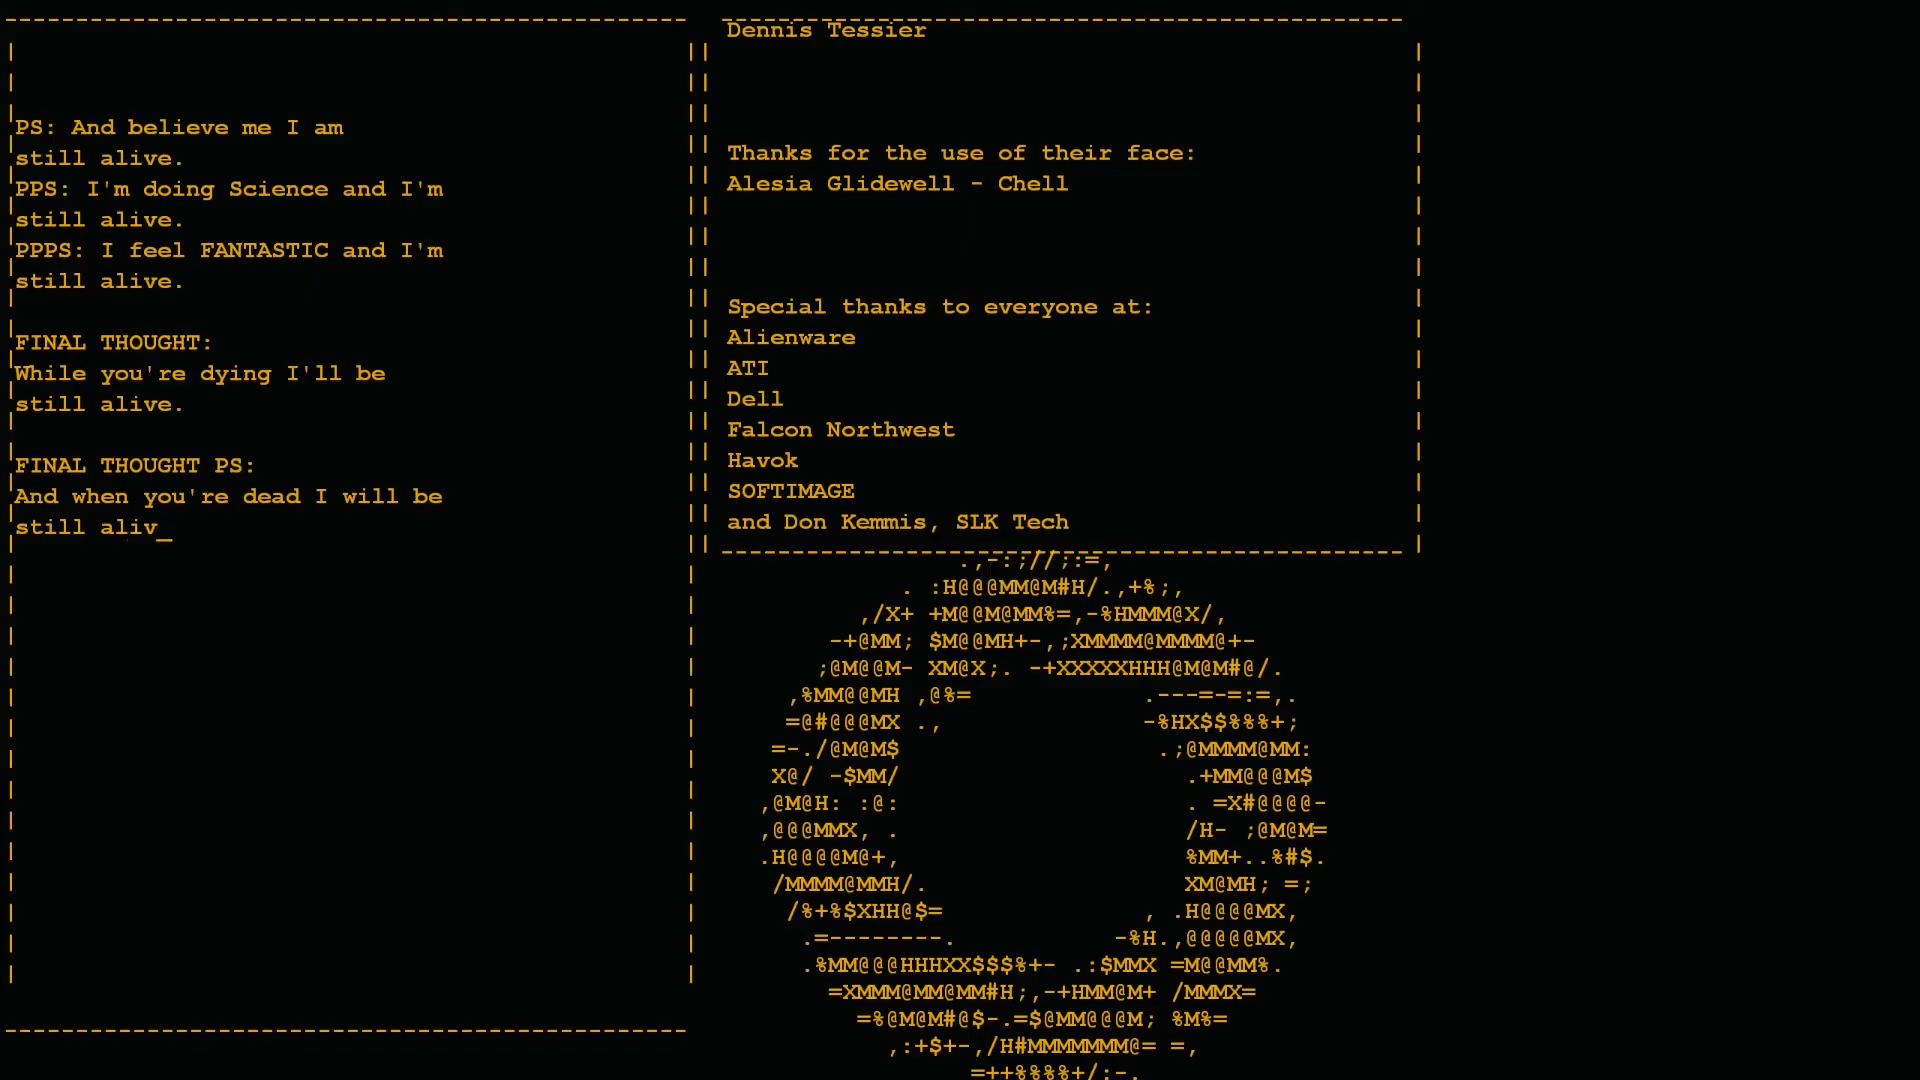 PS: And believe me I am
still alive.
PPS: I'm doing Science and I'm
still alive.
PPPS: I feel FANTASTIC and I'm
still alive.
FINAL THOUGHT:
While you're dying I'll be
still alive.
FINAL THOUGHT PS:
And when you're dead I will be
still aliv_
Dennis Tessier
Thanks for the use of their face:
Alesia Glidewell - Chell
Special thanks to everyone at:
Alienware
ATI
Dell
Falcon Northwest
Havok
SOFTIMAGE
and Don Kemmis, SLK Tech